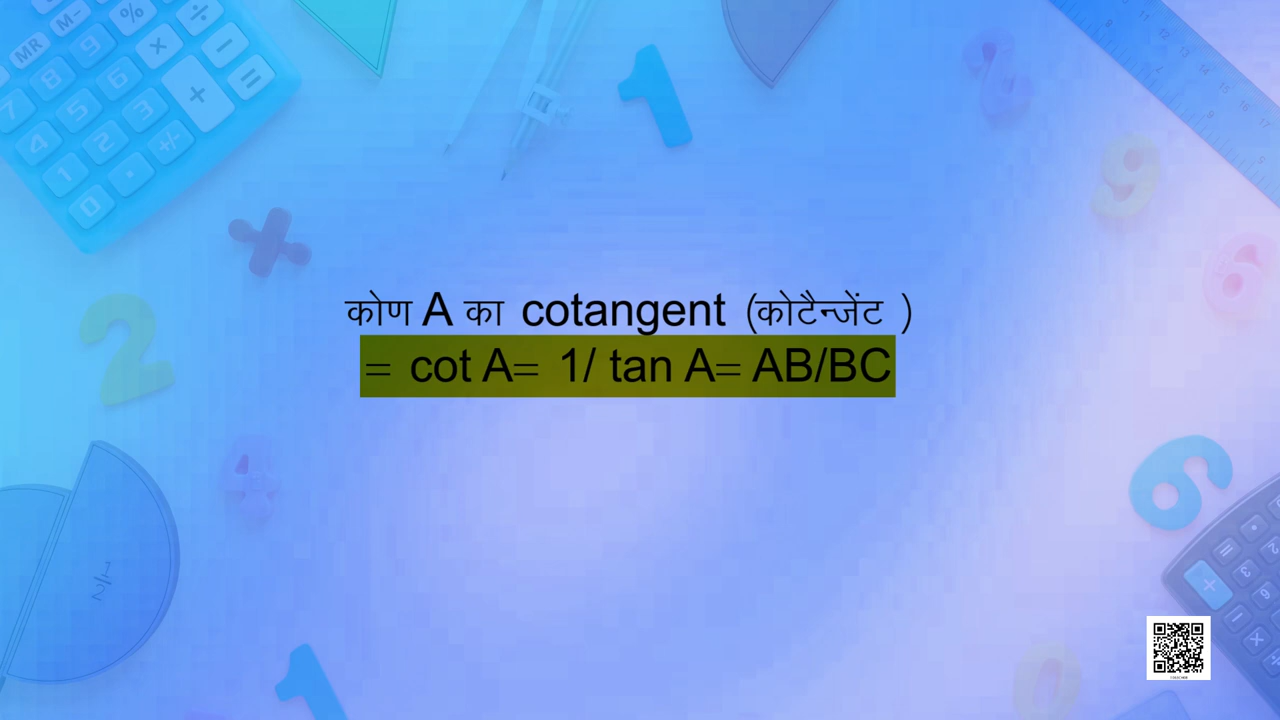 कोण A का cotangent (कोटैन्जेंट )
= cot A= 1/ tan A= AB/BC